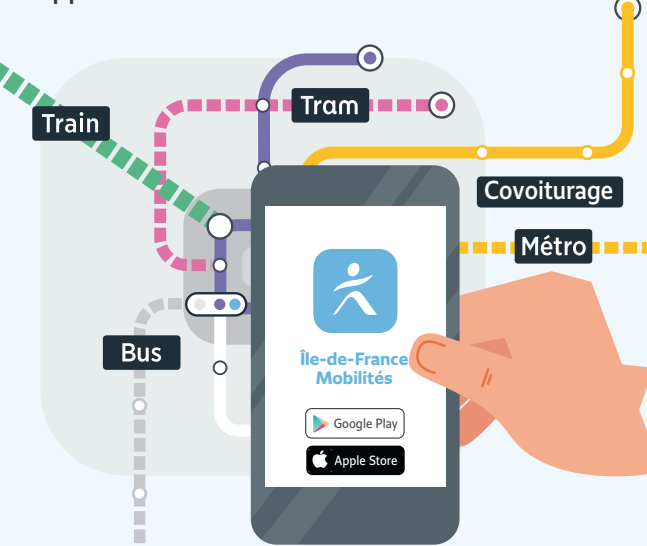 Train
Tram
Covoiturage
Métro
Bus
Île-de-France
Mobilités
Google Play
Apple Store